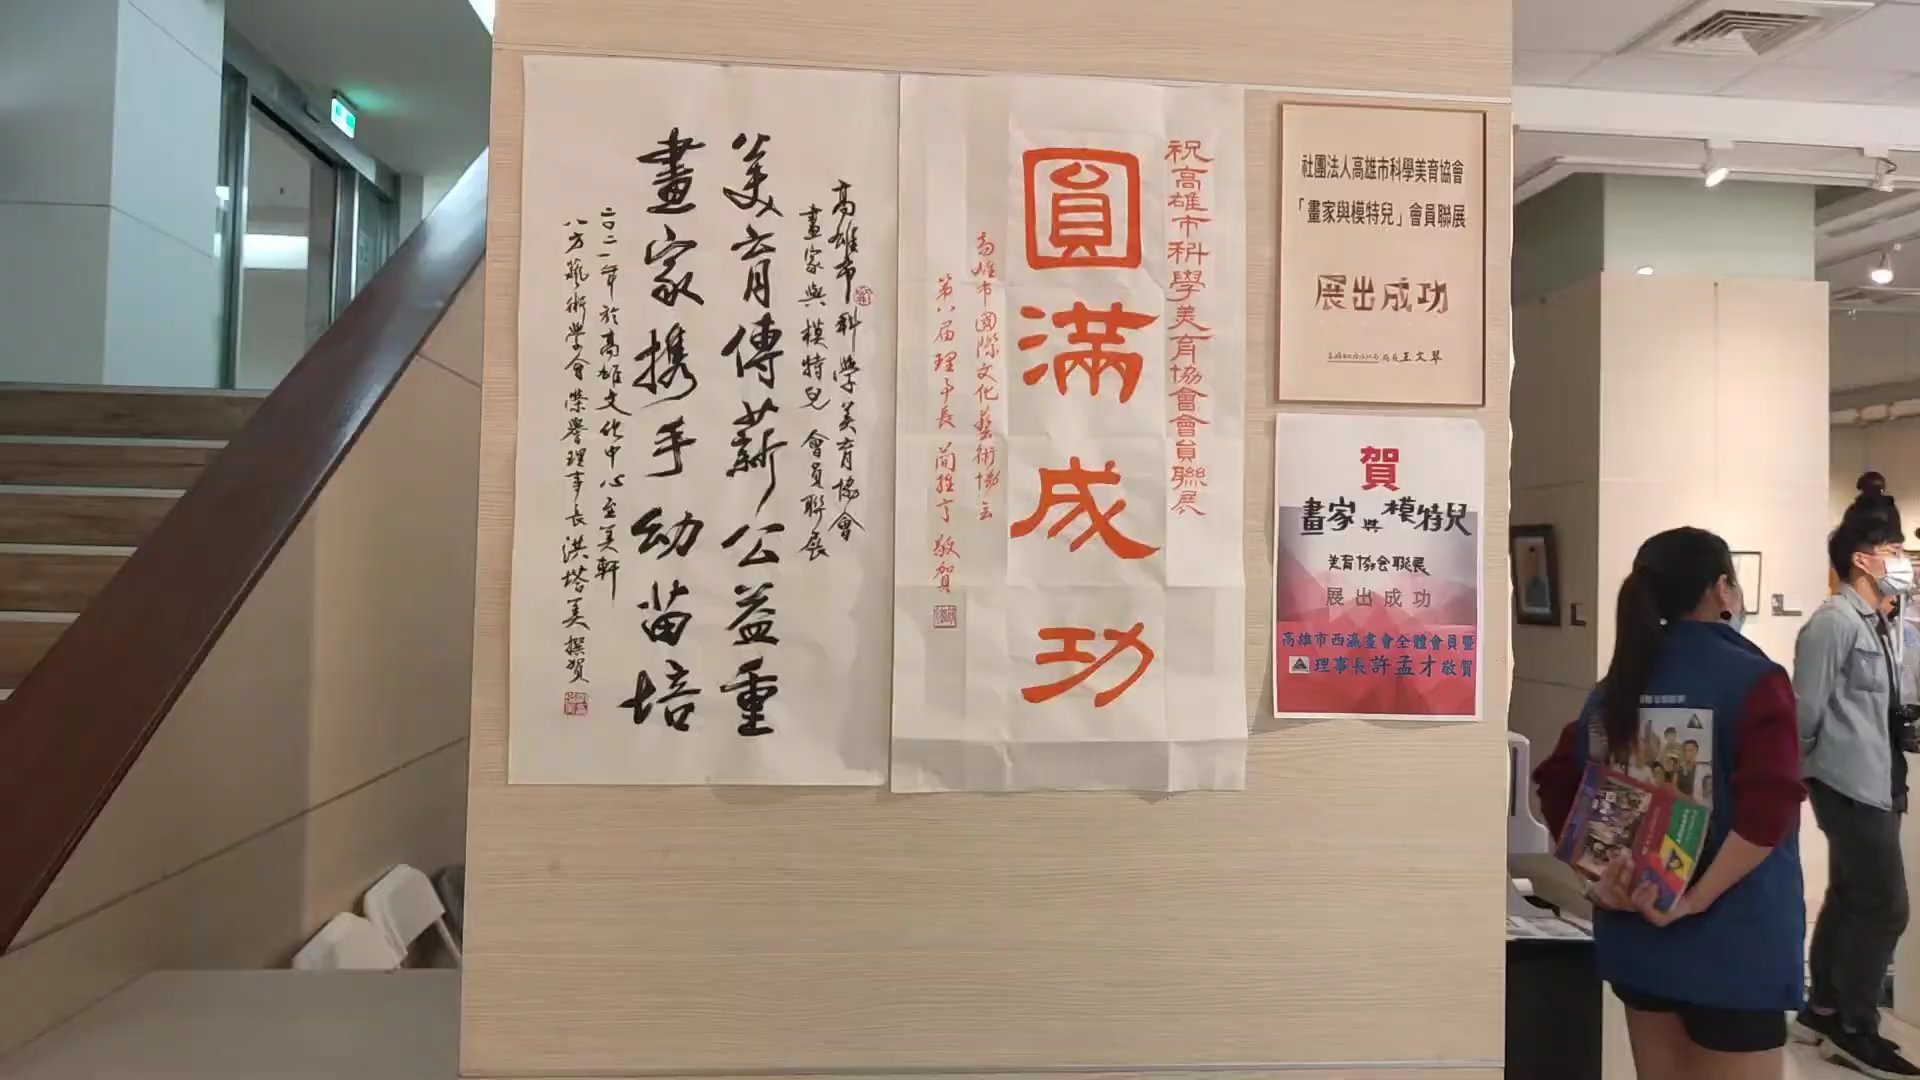 高雄市科學美育協會
畫家與模特兒會員聯展
美育傳薪公益重
畫家携手幼苗培
二〇二一年於高雄文化中心至美軒
八方藝術學會榮譽理事長洪塔美撰賀
祝高雄市科學美育協會會員聯展
圓滿成功
高雄市國際文化藝術協會
第八届理事長
敬賀
社團法人高雄市科學美育協會
「畫家與模特兒」會員聯展
展出成功
局長王文翠
賀
畫家與模特兒
美育協会聯展
展出成功
高雄市西瀛畫會全體會員暨
理事長許孟才敬賀